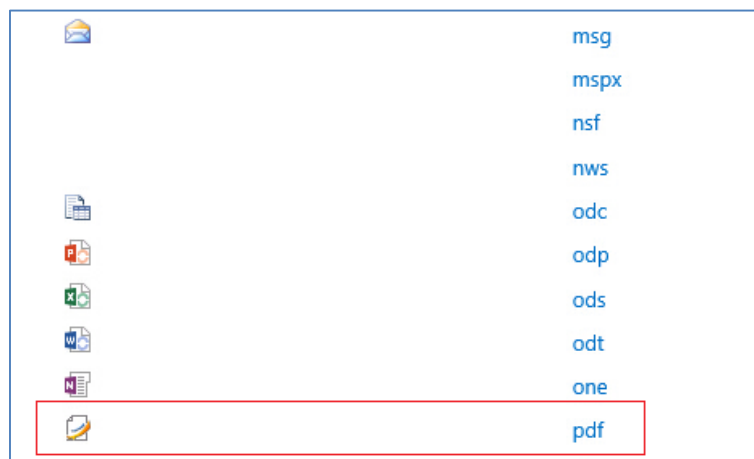 msg
mspx
nsf
nws
odc
odp
ods
odt
one
pdf